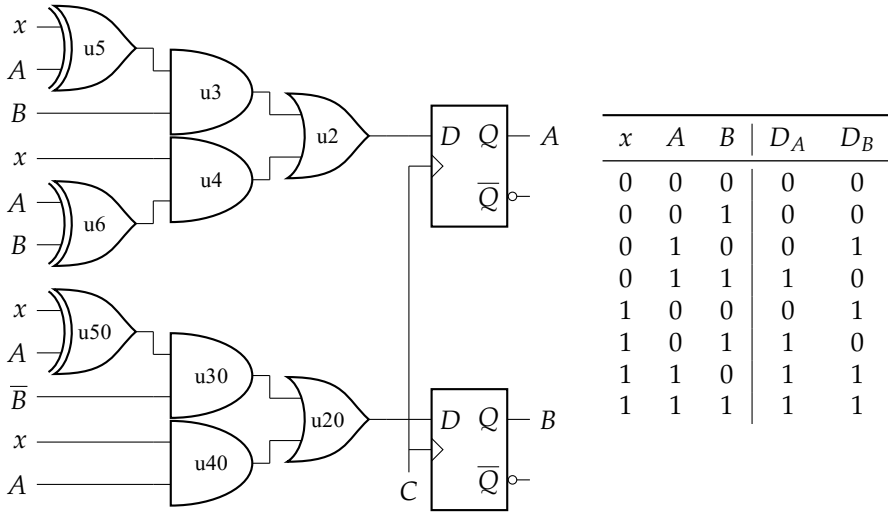 x
A
B
x
A
B
u5
u3
u4
u6
u2
D Q A
Q̅
x
A
B̅
x
A
u50
u30
u40
u20
D Q B
Q̅
C
x A B D_A D_B
0 0 0 0 0
0 0 1 0 0
0 1 0 0 1
0 1 1 1 0
1 0 0 0 1
1 0 1 1 0
1 1 0 1 1
1 1 1 1 1